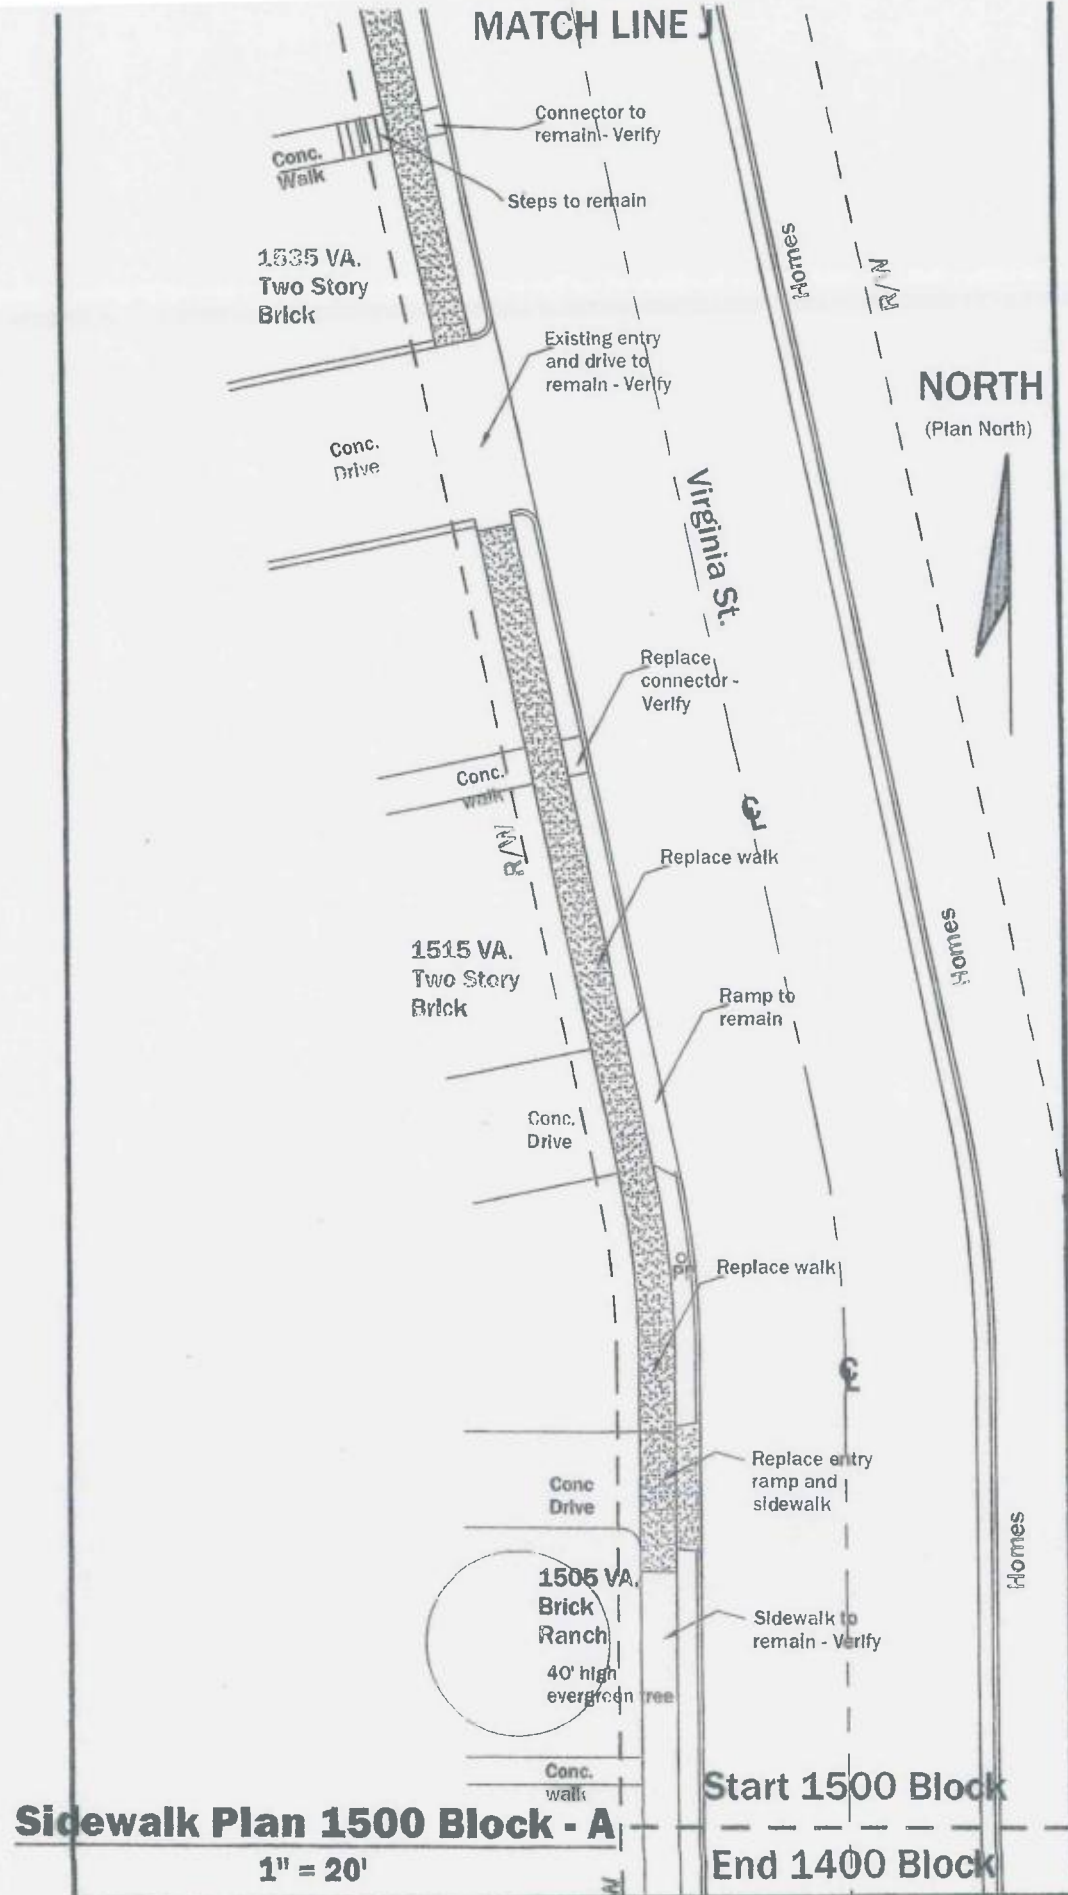 MATCH LINE J
Connector to
remain - Verify
Conc.
Walk
Steps to remain
1535 VA.
Two Story
Brick
Homes
R/W
Existing entry
and drive to
remain - Verify
NORTH
(Plan North)
Conc.
Drive
Virginia St.
Replace
connector -
Verify
Conc.
walk
R/W
Replace walk
1515 VA.
Two Story
Brick
Homes
Ramp to
remain
Conc.
Drive
Replace walk
Replace entry
ramp and
sidewalk
Conc
Drive
Homes
1505 VA.
Brick
Ranch
Sidewalk to
remain - Verify
40' high
evergreen tree
Conc.
walk
Start 1500 Block
Sidewalk Plan 1500 Block - A
1" = 20'
End 1400 Block